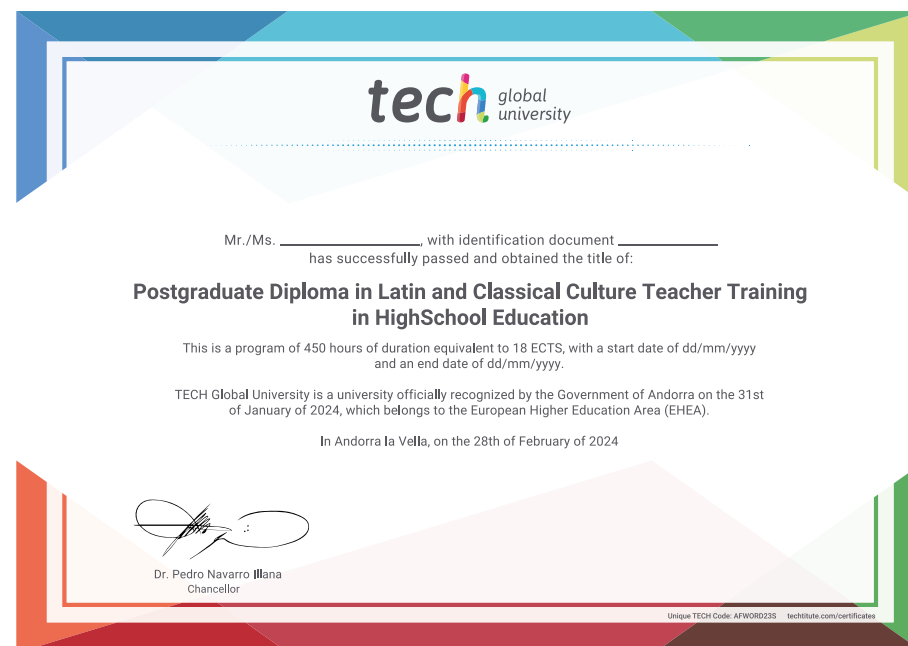 tech global
university
Mr./Ms. ____________________, with identification document ______________
has successfully passed and obtained the title of:
Postgraduate Diploma in Latin and Classical Culture Teacher Training
in HighSchool Education
This is a program of 450 hours of duration equivalent to 18 ECTS, with a start date of dd/mm/yyyy
and an end date of dd/mm/yyyy.
TECH Global University is a university officially recognized by the Government of Andorra on the 31st
of January of 2024, which belongs to the European Higher Education Area (EHEA).
In Andorra la Vella, on the 28th of February of 2024
Dr. Pedro Navarro Illana
Chancellor
Unique TECH Code: AFWORD23S techtitute.com/certificates